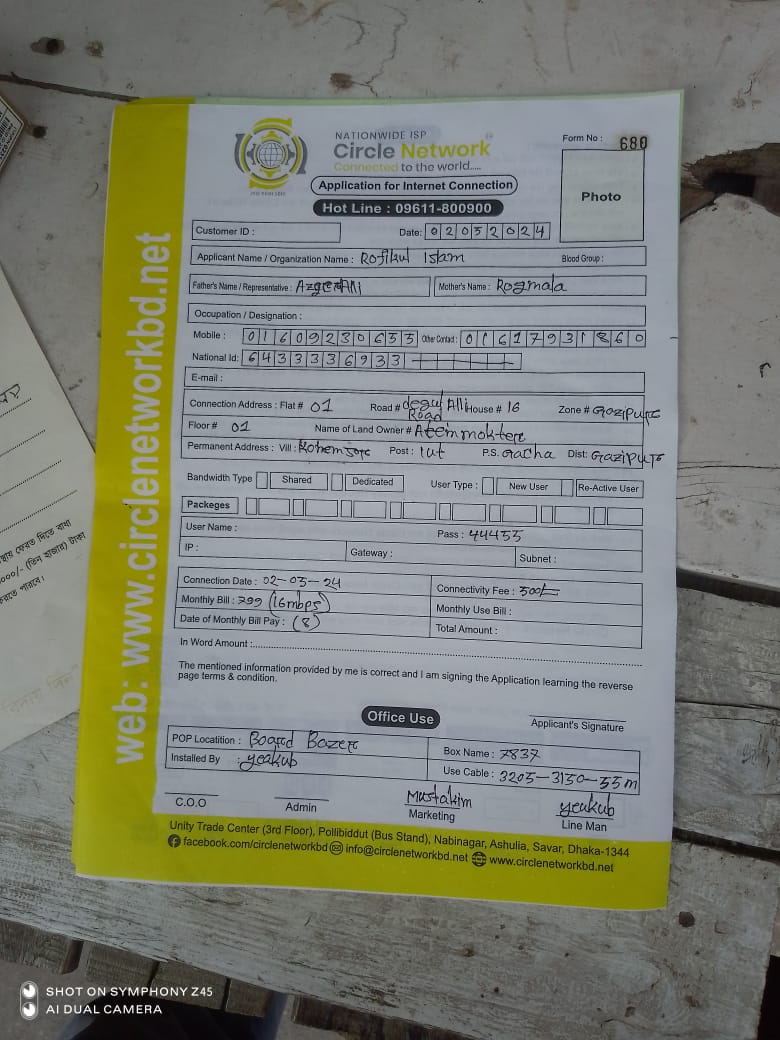 NATIONWIDE ISP
Circle Network
Connected to the world.....
Form No : 680
Application for Internet Connection
Photo
Hot Line : 09611-800900
Customer ID :
Date: 02052024
Applicant Name / Organization Name : Rofikul Islam Blood Group :
Father's Name / Representative : Mother's Name : Rogmala
Occupation / Designation :
Mobile : Other Contact : 01617931860
National Id: 6433336933
E-mail :
Connection Address : Flat # 01 Road # Alli Road House # 16 Zone # Gazipure
Floor # 01 Name of Land Owner #
Permanent Address : Vill : Post : P.S. Gacha Dist: Gazipure
Bandwidth Type Shared Dedicated User Type : New User Re-Active User
Packeges
User Name : Pass : 44455
IP : Gateway : Subnet :
Connection Date : 02-05-24 Connectivity Fee : 500/-
Monthly Bill : 799 (16mbps) Monthly Use Bill :
Date of Monthly Bill Pay : (8) Total Amount :
In Word Amount :
The mentioned information provided by me is correct and I am signing the Application learning the reverse
page terms & condition.
Office Use
Applicant's Signature
POP Locatition : Board Bazere Box Name : 7837
Installed By : yeakub Use Cable : 3205-3150-55m
C.O.O Admin Mustakim Marketing yeakub Line Man
Unity Trade Center (3rd Floor), Pollibiddut (Bus Stand), Nabinagar, Ashulia, Savar, Dhaka-1344
facebook.com/circlenetworkbd info@circlenetworkbd.net www.circlenetworkbd.net
web: www.circlenetworkbd.net
ফেরত দিতে বাধ্য
০০০/- (তিন হাজার) টাকা
করতে পারবে।
SHOT ON SYMPHONY Z45
AI DUAL CAMERA